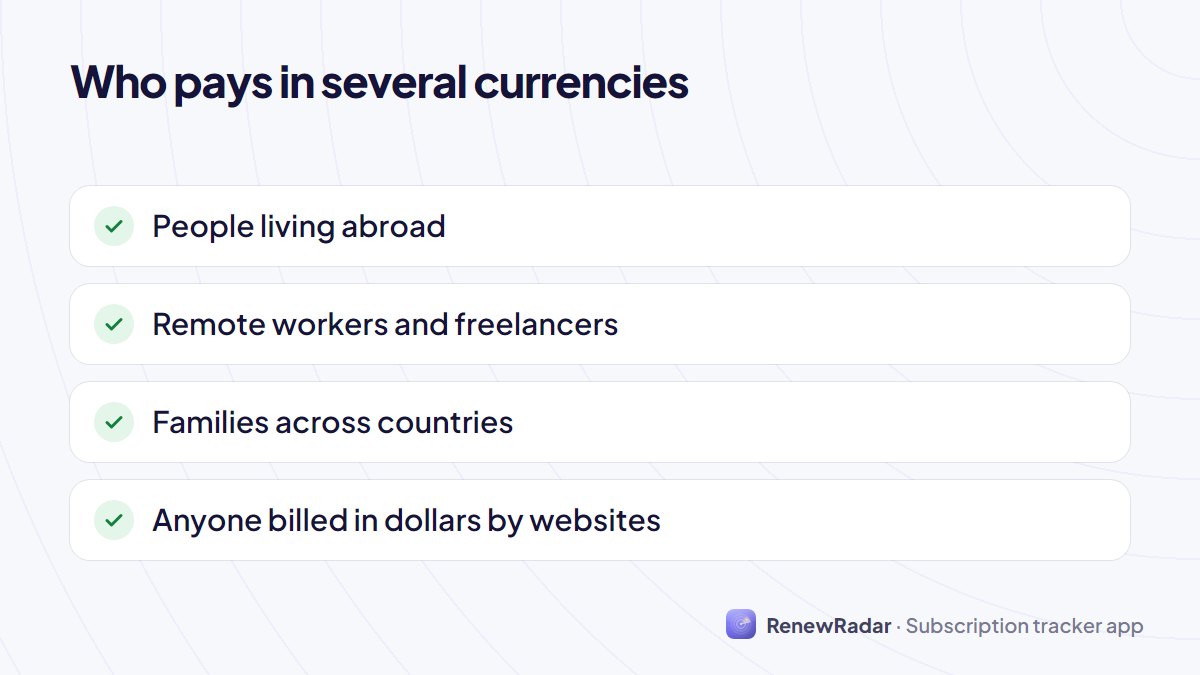 Who pays in several currencies
People living abroad
Remote workers and freelancers
Families across countries
Anyone billed in dollars by websites
RenewRadar · Subscription tracker app